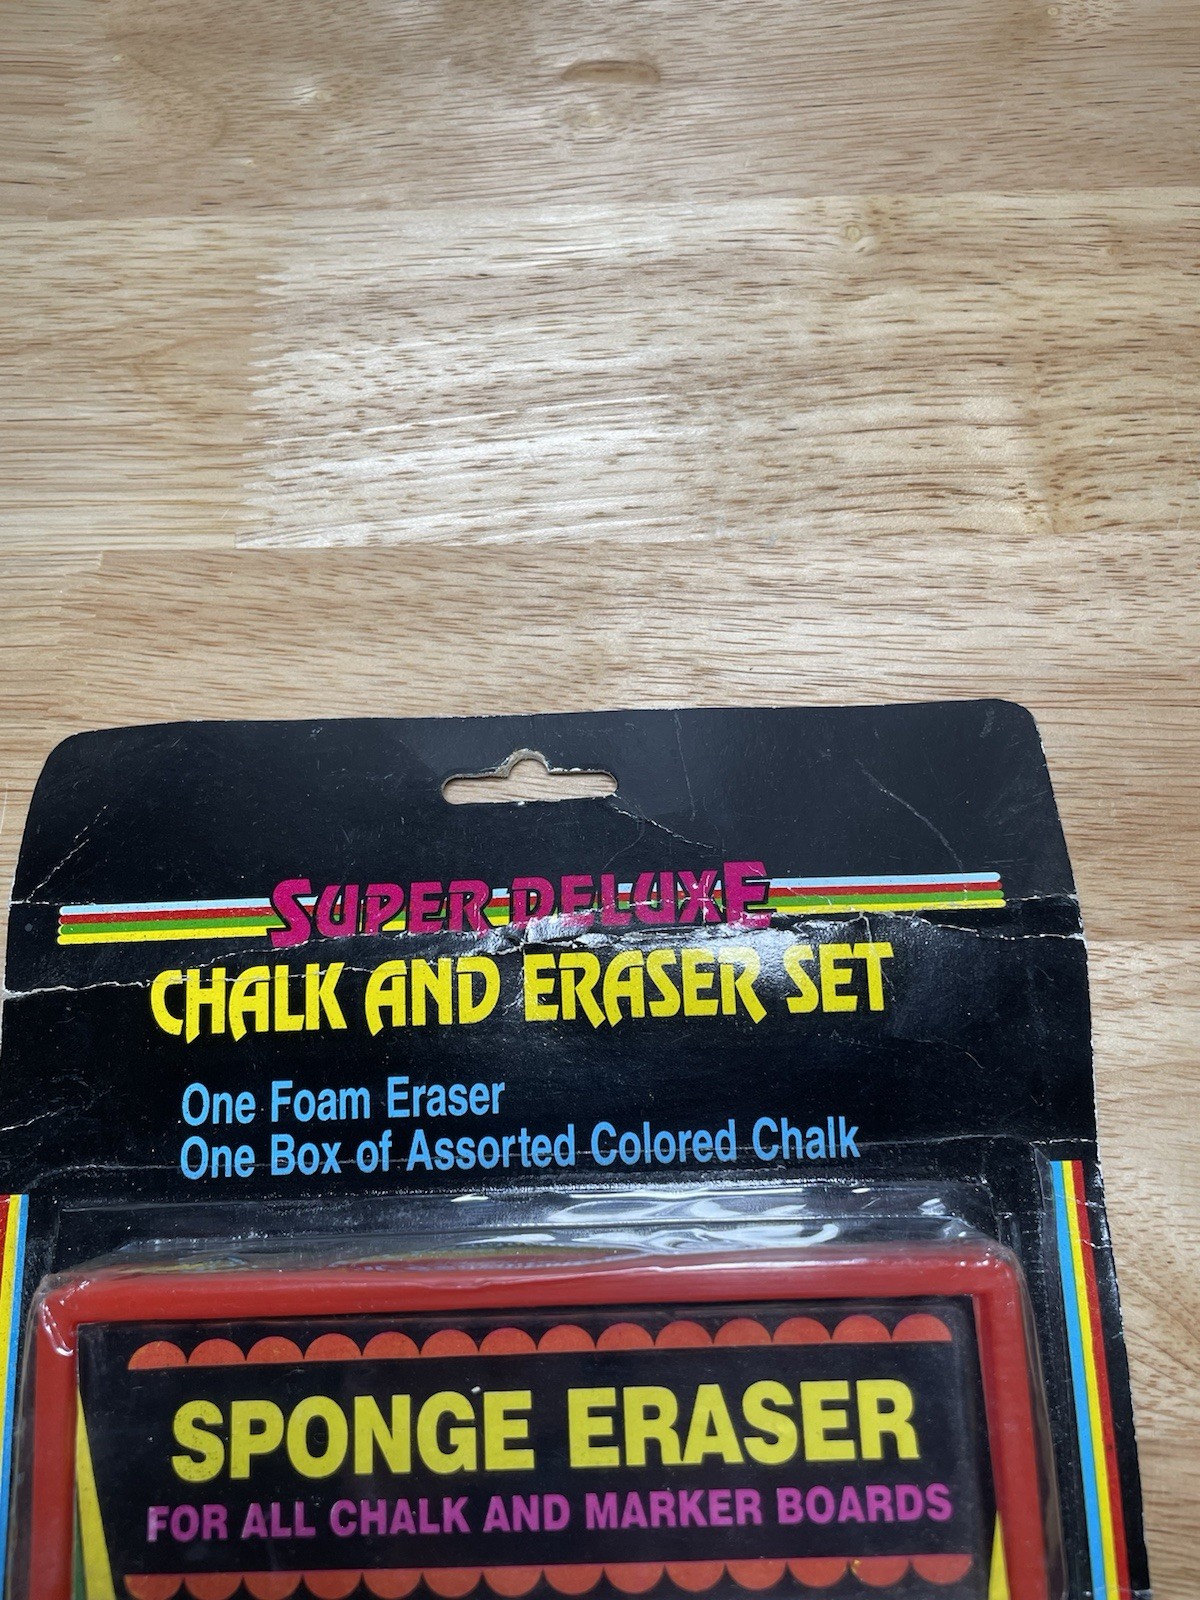 SUPER DELUXE
CHALK AND ERASER SET
One Foam Eraser
One Box of Assorted Colored Chalk
SPONGE ERASER
FOR ALL CHALK AND MARKER BOARDS